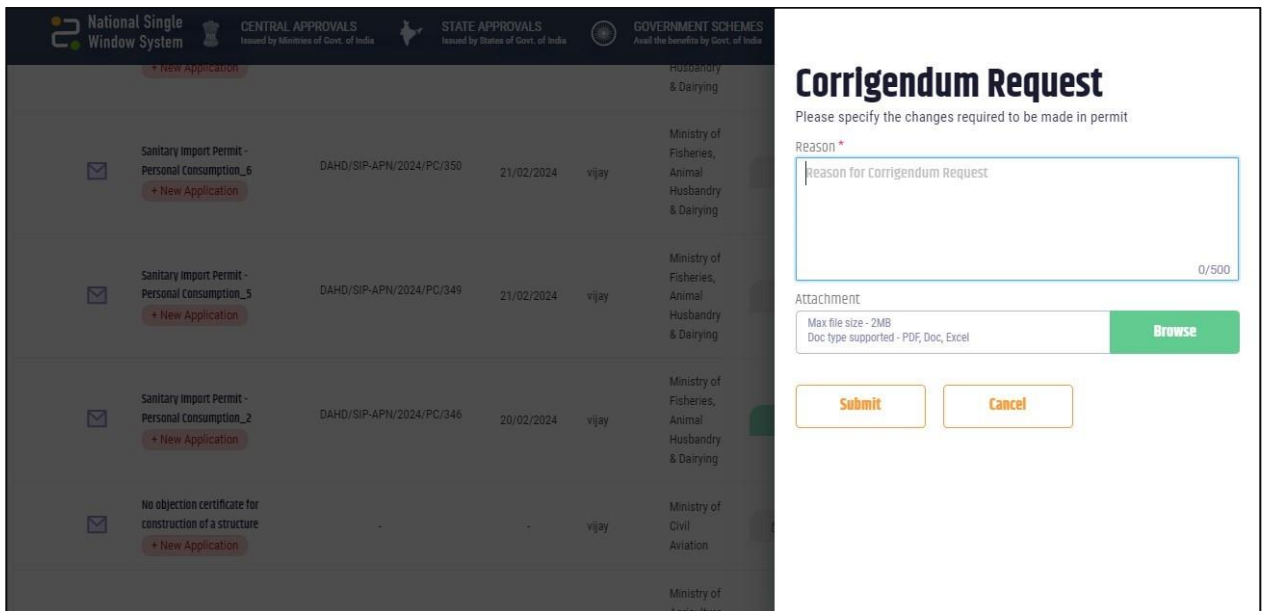 National Single
Window System
CENTRAL APPROVALS
Issued by Minitries of Govt. of India
STATE APPROVALS
Issued by States of Govt. of India
GOVERNMENT SCHEMES
Avail the benefits by Govt. of India
+ New Application
Husbandry
& Dairying
Sanitary Import Permit -
Personal Consumption_6
+ New Application
DAHD/SIP-APN/2024/PC/350
21/02/2024
vijay
Ministry of
Fisheries,
Animal
Husbandry
& Dairying
Sanitary Import Permit -
Personal Consumption_5
+ New Application
DAHD/SIP-APN/2024/PC/349
21/02/2024
vijay
Ministry of
Fisheries,
Animal
Husbandry
& Dairying
Sanitary Import Permit -
Personal Consumption_2
+ New Application
DAHD/SIP-APN/2024/PC/346
20/02/2024
vijay
Ministry of
Fisheries,
Animal
Husbandry
& Dairying
No objection certificate for
construction of a structure
+ New Application
-
-
vijay
Ministry of
Civil
Aviation
Ministry of
Corrigendum Request
Please specify the changes required to be made in permit
Reason *
Reason for Corrigendum Request
0/500
Attachment
Max file size - 2MB
Doc type supported - PDF, Doc, Excel
Browse
Submit
Cancel